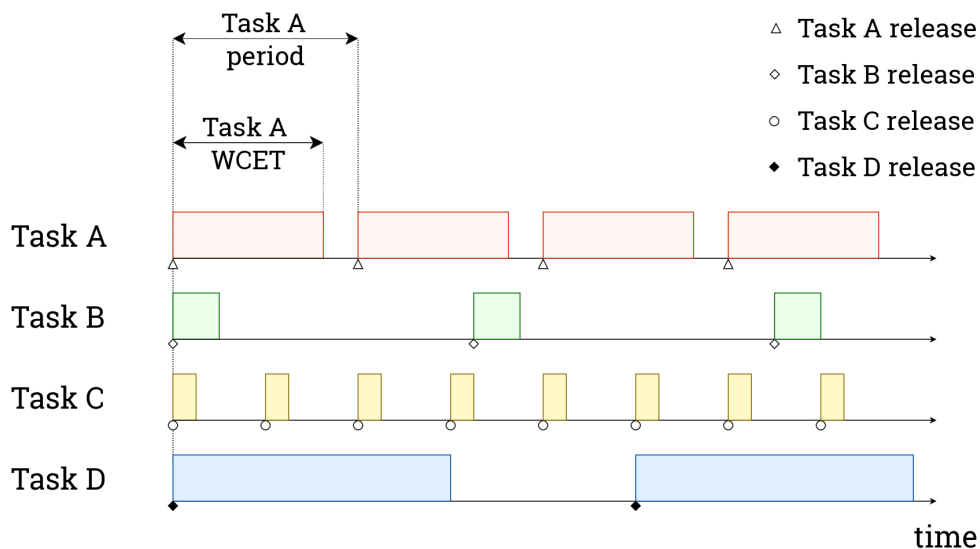 Task A
period
Task A
WCET
Task A release
Task B release
Task C release
Task D release
Task A
Task B
Task C
Task D
time